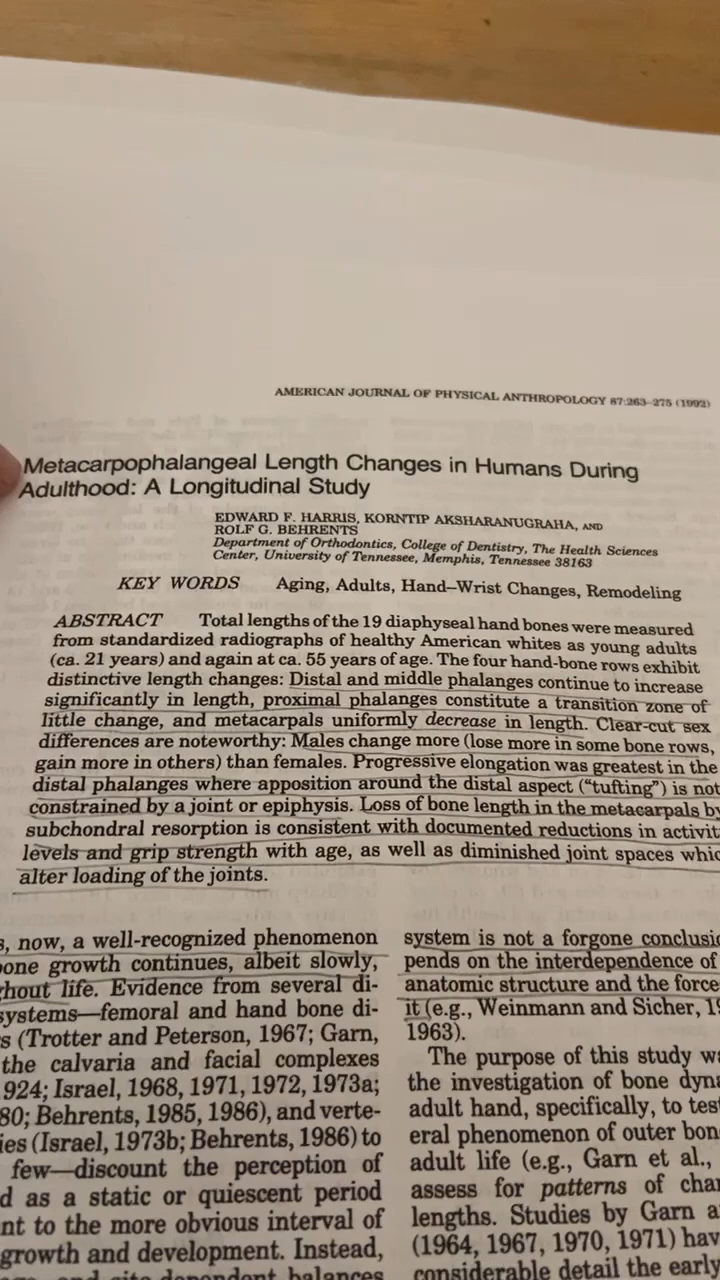 AMERICAN JOURNAL OF PHYSICAL ANTHROPOLOGY 87:263–275 (1992)
Metacarpophalangeal Length Changes in Humans During
Adulthood: A Longitudinal Study
EDWARD F. HARRIS, KORNTIP AKSHARANUGRAHA, AND
ROLF G. BEHRENTS
Department of Orthodontics, College of Dentistry, The Health Sciences
Center, University of Tennessee, Memphis, Tennessee 38163
KEY WORDS Aging, Adults, Hand–Wrist Changes, Remodeling
ABSTRACT Total lengths of the 19 diaphyseal hand bones were measured
from standardized radiographs of healthy American whites as young adults
(ca. 21 years) and again at ca. 55 years of age. The four hand-bone rows exhibit
distinctive length changes: Distal and middle phalanges continue to increase
significantly in length, proximal phalanges constitute a transition zone of
little change, and metacarpals uniformly decrease in length. Clear-cut sex
differences are noteworthy: Males change more (lose more in some bone rows,
gain more in others) than females. Progressive elongation was greatest in the
distal phalanges where apposition around the distal aspect (“tufting”) is not
constrained by a joint or epiphysis. Loss of bone length in the metacarpals by
subchondral resorption is consistent with documented reductions in activit
levels and grip strength with age, as well as diminished joint spaces whic
alter loading of the joints.
s, now, a well-recognized phenomenon
bone growth continues, albeit slowly,
ghout life. Evidence from several di-
systems—femoral and hand bone di-
s (Trotter and Peterson, 1967; Garn,
the calvaria and facial complexes
924; Israel, 1968, 1971, 1972, 1973a;
80; Behrents, 1985, 1986), and verte-
ies (Israel, 1973b; Behrents, 1986) to
few—discount the perception of
d as a static or quiescent period
nt to the more obvious interval of
growth and development. Instead,
and site-dependent balances
system is not a forgone conclusio
pends on the interdependence of
anatomic structure and the force
it (e.g., Weinmann and Sicher, 19
1963).
The purpose of this study wa
the investigation of bone dyna
adult hand, specifically, to test
eral phenomenon of outer bon
adult life (e.g., Garn et al.,
assess for patterns of chan
lengths. Studies by Garn a
(1964, 1967, 1970, 1971) hav
considerable detail the early